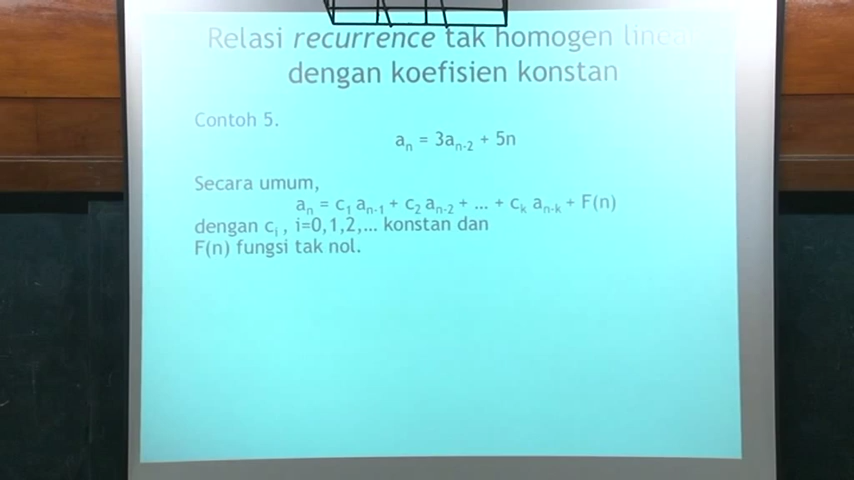 Relasi recurrence tak homogen linear
dengan koefisien konstan
Contoh 5.
aₙ = 3aₙ₋₂ + 5n
Secara umum,
aₙ = c₁ aₙ₋₁ + c₂ aₙ₋₂ + ... + cₖ aₙ₋ₖ + F(n)
dengan cᵢ , i=0,1,2,... konstan dan
F(n) fungsi tak nol.